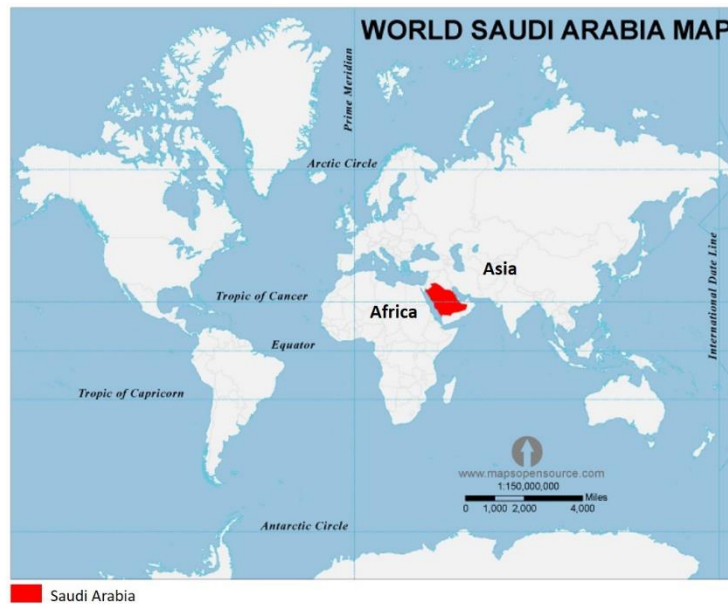 WORLD SAUDI ARABIA MAP
Prime Meridian
Arctic Circle
Asia
Tropic of Cancer
Africa
International Date Line
Equator
Tropic of Capricorn
www.mapsopensource.com
1:150,000,000
Miles
0 1,000 2,000 4,000
Antarctic Circle
Saudi Arabia